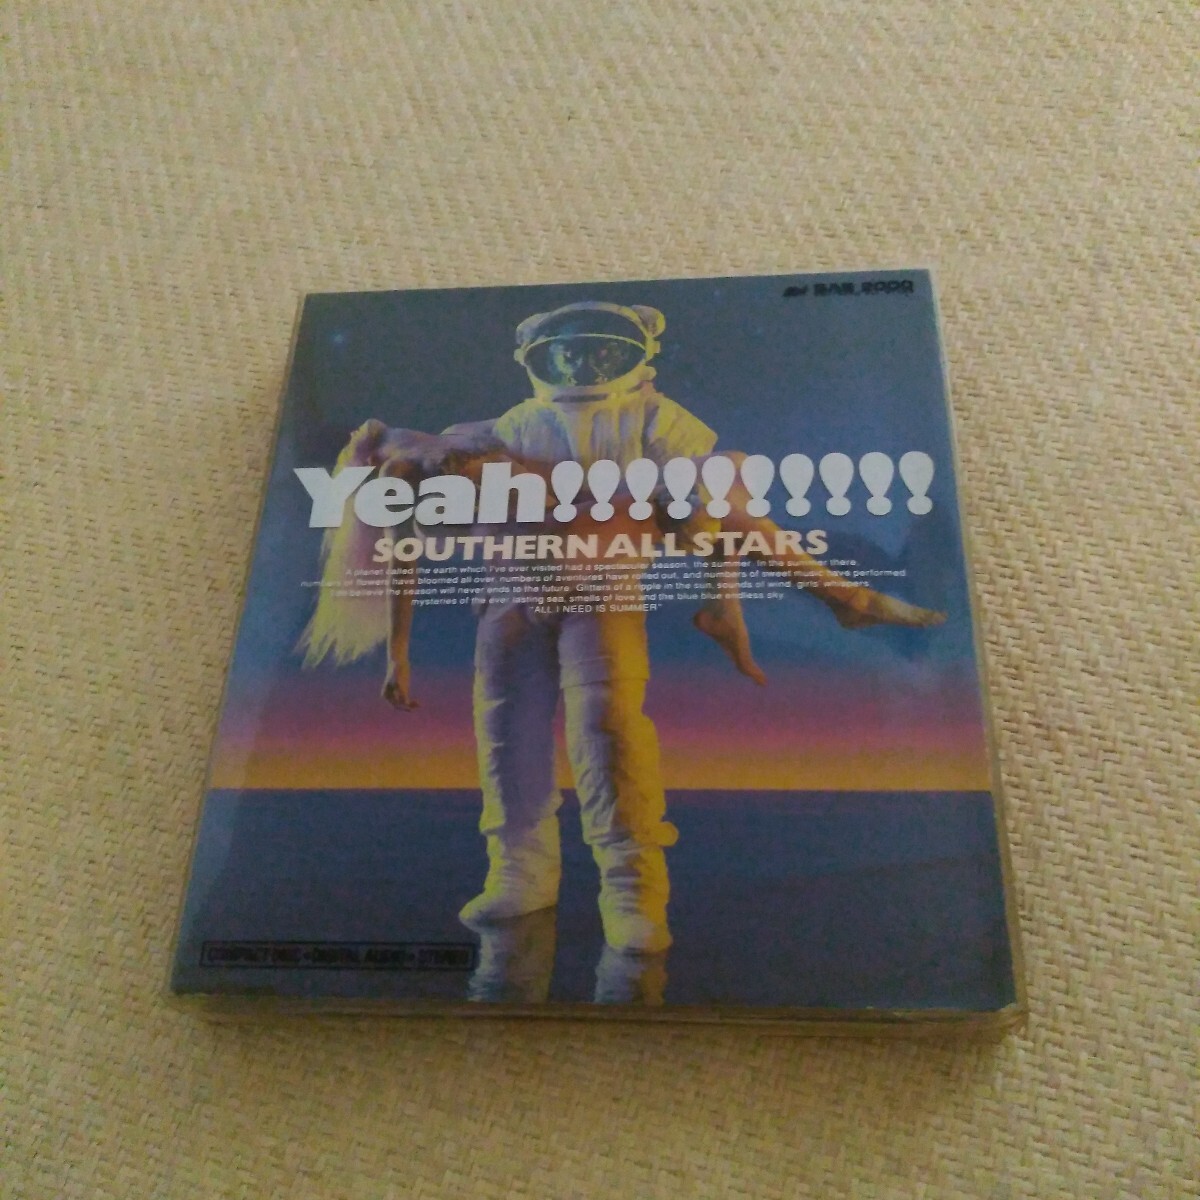 SAS 2000
Yeah!!!!!!!!!!!
SOUTHERN ALL STARS
A planet called the earth which I've ever visited had a spectacular season, the summer. In the summer there,
numbers of flowers have bloomed all over, numbers of aventures have rolled out, and numbers of sweet music have performed.
I do believe the season will never ends to the future. Glitters of a ripple in the sun, sounds of wind, girls' whispers,
mysteries of the ever lasting sea, smells of love and the blue blue endless sky.
"ALL I NEED IS SUMMER"
COMPACT DISC • DIGITAL AUDIO • STEREO